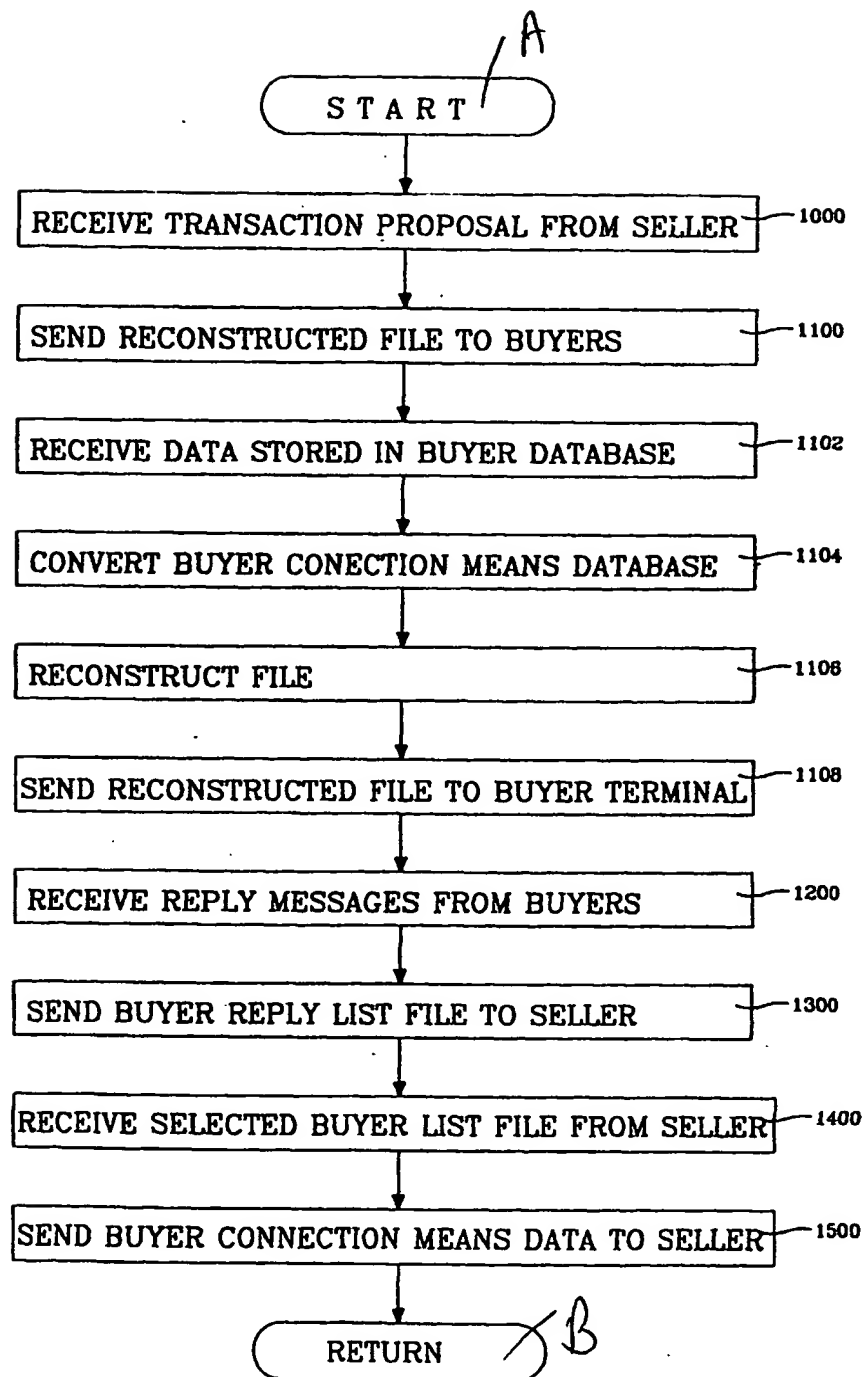 A
START
RECEIVE TRANSACTION PROPOSAL FROM SELLER 1000
SEND RECONSTRUCTED FILE TO BUYERS 1100
RECEIVE DATA STORED IN BUYER DATABASE 1102
CONVERT BUYER CONECTION MEANS DATABASE 1104
RECONSTRUCT FILE 1106
SEND RECONSTRUCTED FILE TO BUYER TERMINAL 1108
RECEIVE REPLY MESSAGES FROM BUYERS 1200
SEND BUYER REPLY LIST FILE TO SELLER 1300
RECEIVE SELECTED BUYER LIST FILE FROM SELLER 1400
SEND BUYER CONNECTION MEANS DATA TO SELLER 1500
RETURN B